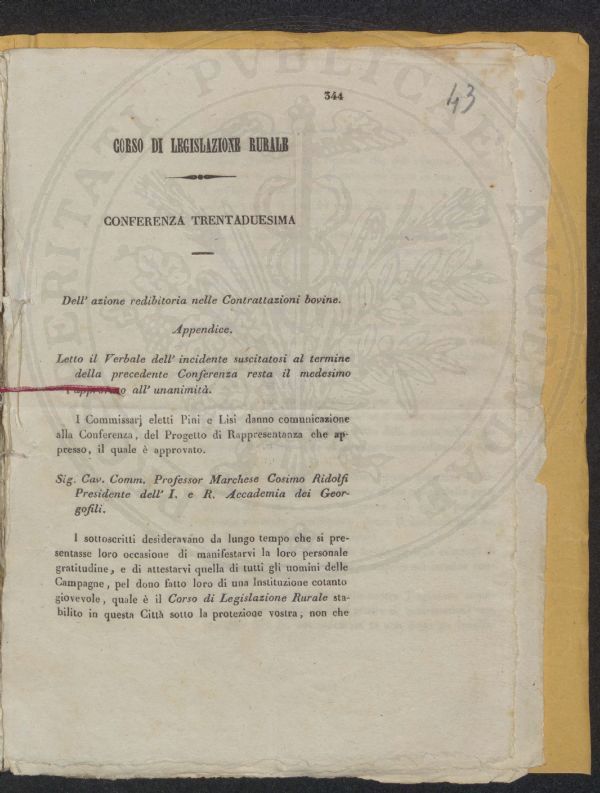 344
43
CORSO DI LEGISLAZIONE RURALE
CONFERENZA TRENTADUESIMA
Dell' azione redibitoria nelle Contrattazioni bovine.
Appendice.
Letto il Verbale dell' incidente suscitatosi al termine
della precedente Conferenza resta il medesimo
all' unanimità.
I Commissarj eletti Pini e Lisi danno comunicazione
alla Conferenza, del Progetto di Rappresentanza che ap-
presso, il quale è approvato.
Sig. Cav. Comm. Professor Marchese Cosimo Ridolfi
Presidente dell' I. e R. Accademia dei Geor-
gofili.
I sottoscritti desideravano da lungo tempo che si pre-
sentasse loro occasione di manifestarvi la loro personale
gratitudine, e di attestarvi quella di tutti gli uomini delle
Campagne, pel dono fatto loro di una Instituzione cotanto
giovevole, quale è il Corso di Legislazione Rurale sta-
bilito in questa Città sotto la protezione vostra, non che